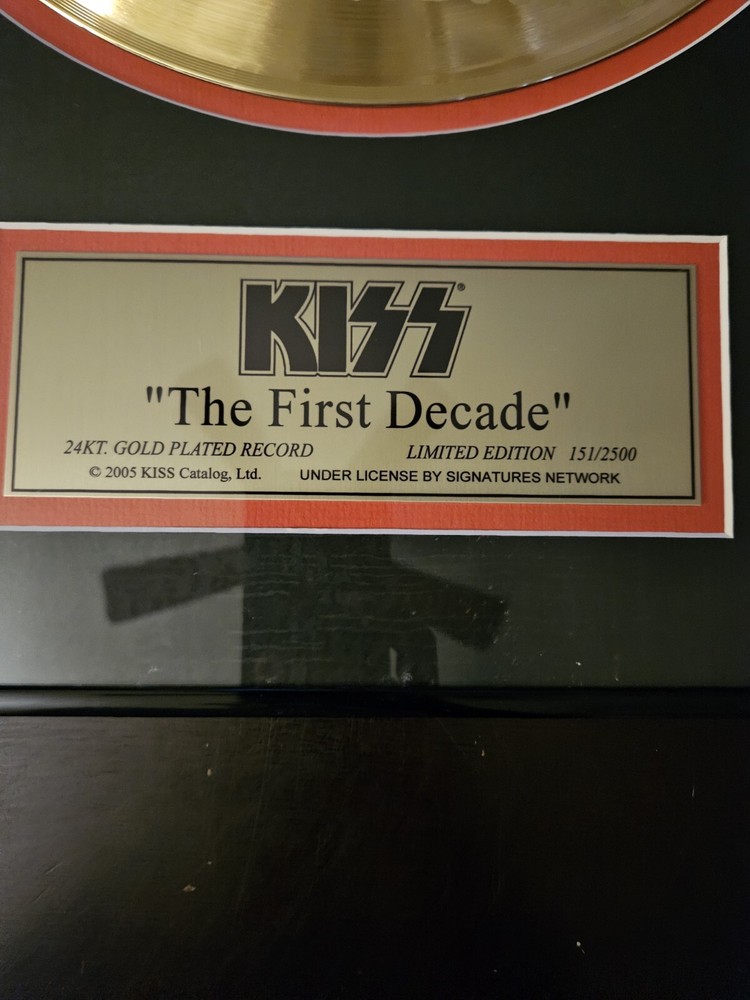 KISS®
"The First Decade"
24KT. GOLD PLATED RECORD LIMITED EDITION 151/2500
© 2005 KISS Catalog, Ltd. UNDER LICENSE BY SIGNATURES NETWORK